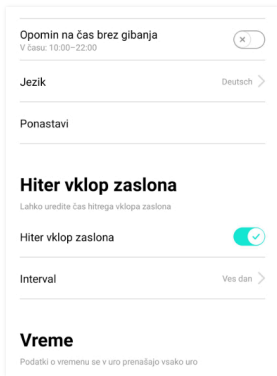 Opomin na čas brez gibanja
V času: 10:00–22:00
Jezik
Deutsch
Ponastavi
Hiter vklop zaslona
Lahko uredite čas hitrega vklopa zaslona
Hiter vklop zaslona
Interval
Ves dan
Vreme
Podatki o vremenu se v uro prenašajo vsako uro